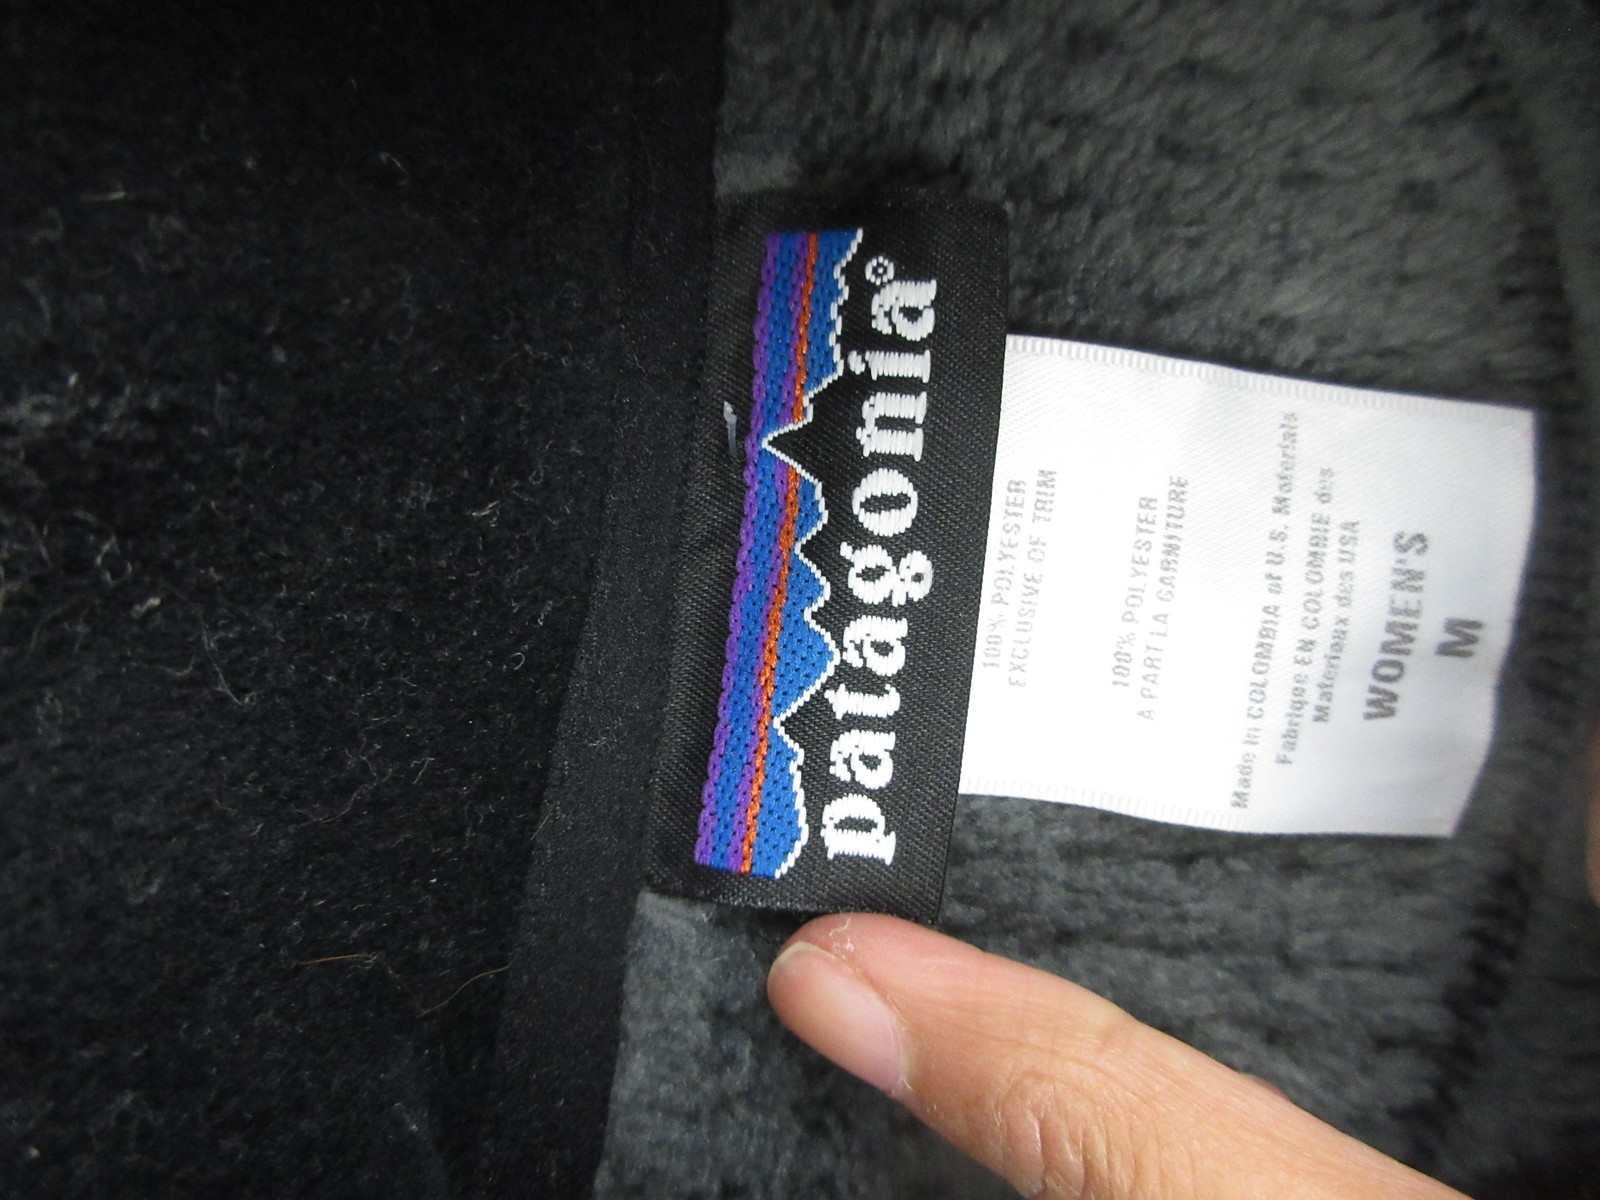 patagonia®
100% POLYESTER
EXCLUSIVE OF TRIM
100% POLYESTER
A PART LA GARNITURE
Made in COLOMBIA of U.S. Materials
Fabrique EN COLOMBIE des
Materiaux des USA
WOMEN'S
M